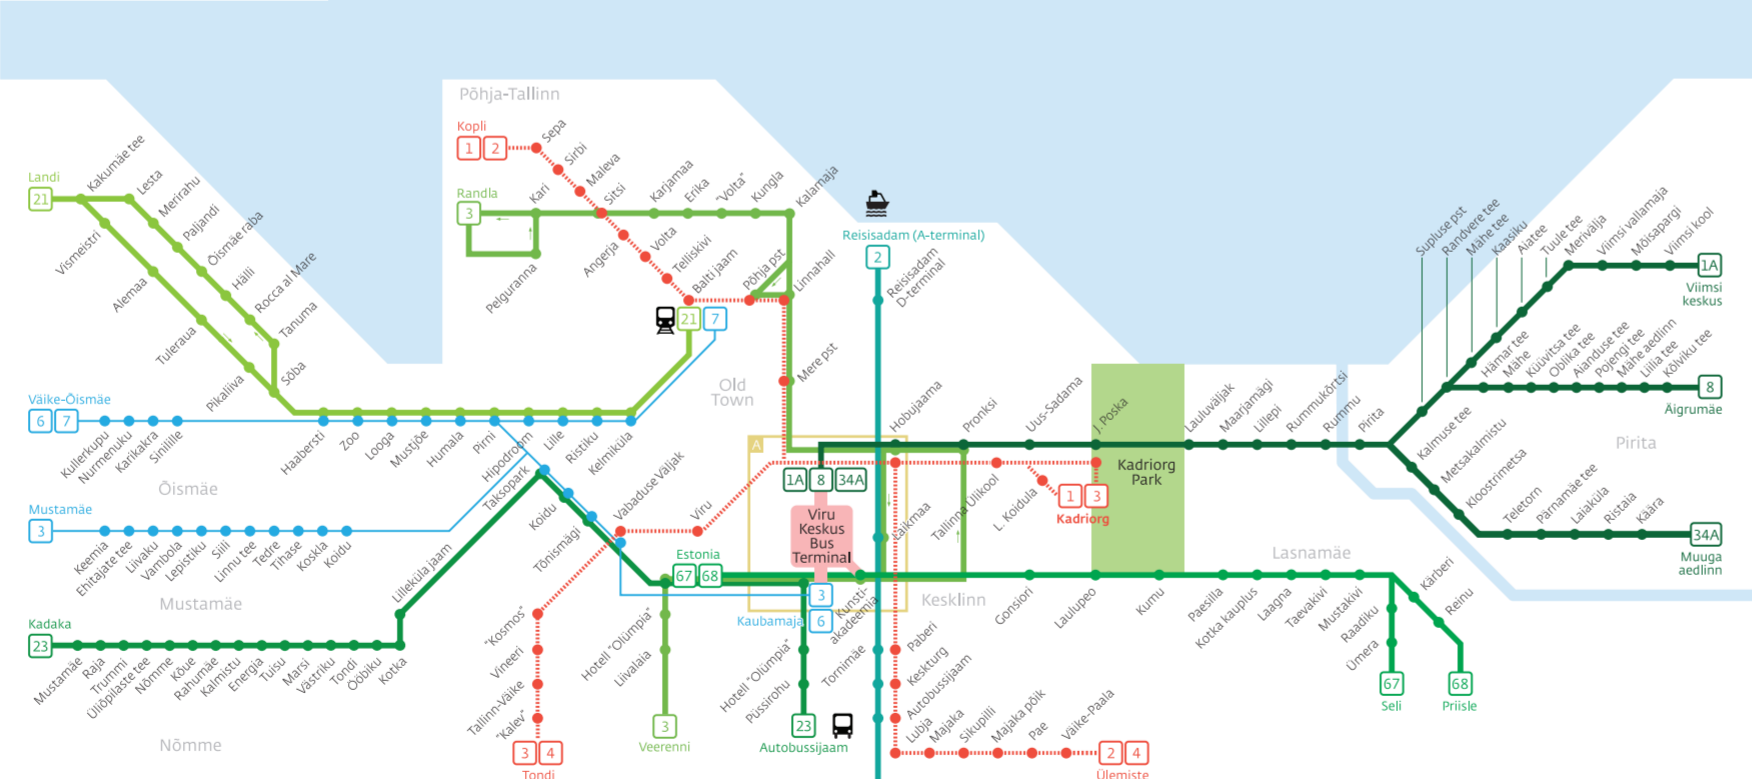 Põhja-Tallinn
Kopli
1 2
Sepa
Sirbi
Maleva
Sitsi
Angerja
Volta
Telliskivi
Balti jaam
Põhja pst
Linnahall
Mere pst
Randla
3
Kari
Pelguranna
Karjamaa
Erika
"Volta"
Kungla
Kalamaja
Landi
21
Kakumäe tee
Lesta
Merirahu
Paljandi
Õismäe raba
Hälli
Rocca al Mare
Tanuma
Sõba
Vismeistri
Alemaa
Tuleraua
Pikaliiva
21 7
Väike-Õismäe
6 7
Kullerkupu
Nurmenuku
Karikakra
Sinilille
Haabersti
Zoo
Looga
Mustjõe
Humala
Pirni
Hipodroom
Lille
Ristiku
Kelmiküla
Õismäe
Mustamäe
3
Keemia
Ehitajate tee
Liivaku
Vambola
Lepistiku
Siili
Linnu tee
Tedre
Tihase
Koskla
Koidu
Mustamäe
Kadaka
23
Mustamäe
Raja
Trummi
Üliõpilaste tee
Nõmme
Kõue
Rahumäe
Kalmistu
Energia
Tuisu
Marsi
Västriku
Tondi
Ööbiku
Kotka
Lilleküla jaam
Taksopark
Koidu
Tõnismägi
Nõmme
Old
Town
Vabaduse Väljak
Viru
"Kosmos"
Vineeri
Tallinn-Väike
"Kalev"
3 4
Tondi
Estonia
67 68
Hotell "Olümpia"
Liivalaia
3
Veerenni
A
1A 8 34A
Viru
Keskus
Bus
Terminal
3
Kaubamaja 6
Hotell "Olümpia"
Püssirohu
23
Autobussijaam
Tornimäe
Kunsti-
akadeemia
Reisisadam (A-terminal)
2
Reisisadam
D-terminal
Hobujaama
Pronksi
Uus-Sadama
J. Poska
Laikmaa
Tallinna Ülikool
L. Koidula
1 3
Kadriorg
Kadriorg
Park
Kesklinn
Paberi
Keskturg
Autobussijaam
Lubja
Majaka
Sikupilli
Majaka põik
Pae
Väike-Paala
2 4
Ülemiste
Gonsiori
Laulupeo
Kumu
Paesilla
Kotka kauplus
Laagna
Taevakivi
Mustakivi
Raadiku
Ümera
Kärberi
Reinu
67
Seli
68
Priisle
Lasnamäe
Lauluväljak
Maarjamägi
Lillepi
Rummukõrtsi
Rummu
Pirita
Supluse pst
Randvere tee
Mähe tee
Kaasiku
Aiatee
Tuule tee
Merivälja
Viimsi vallamaja
Mõisapargi
Viimsi kool
1A
Viimsi
keskus
Hämar tee
Mähe
Küüvitsa tee
Oblika tee
Aianduse tee
Pojengi tee
Mähe aedlinn
Liilia tee
Kõlviku tee
8
Äigrumäe
Pirita
Kalmuse tee
Metsakalmistu
Kloostrimetsa
Teletorn
Pärnamäe tee
Laiaküla
Ristaia
Käära
34A
Muuga
aedlinn